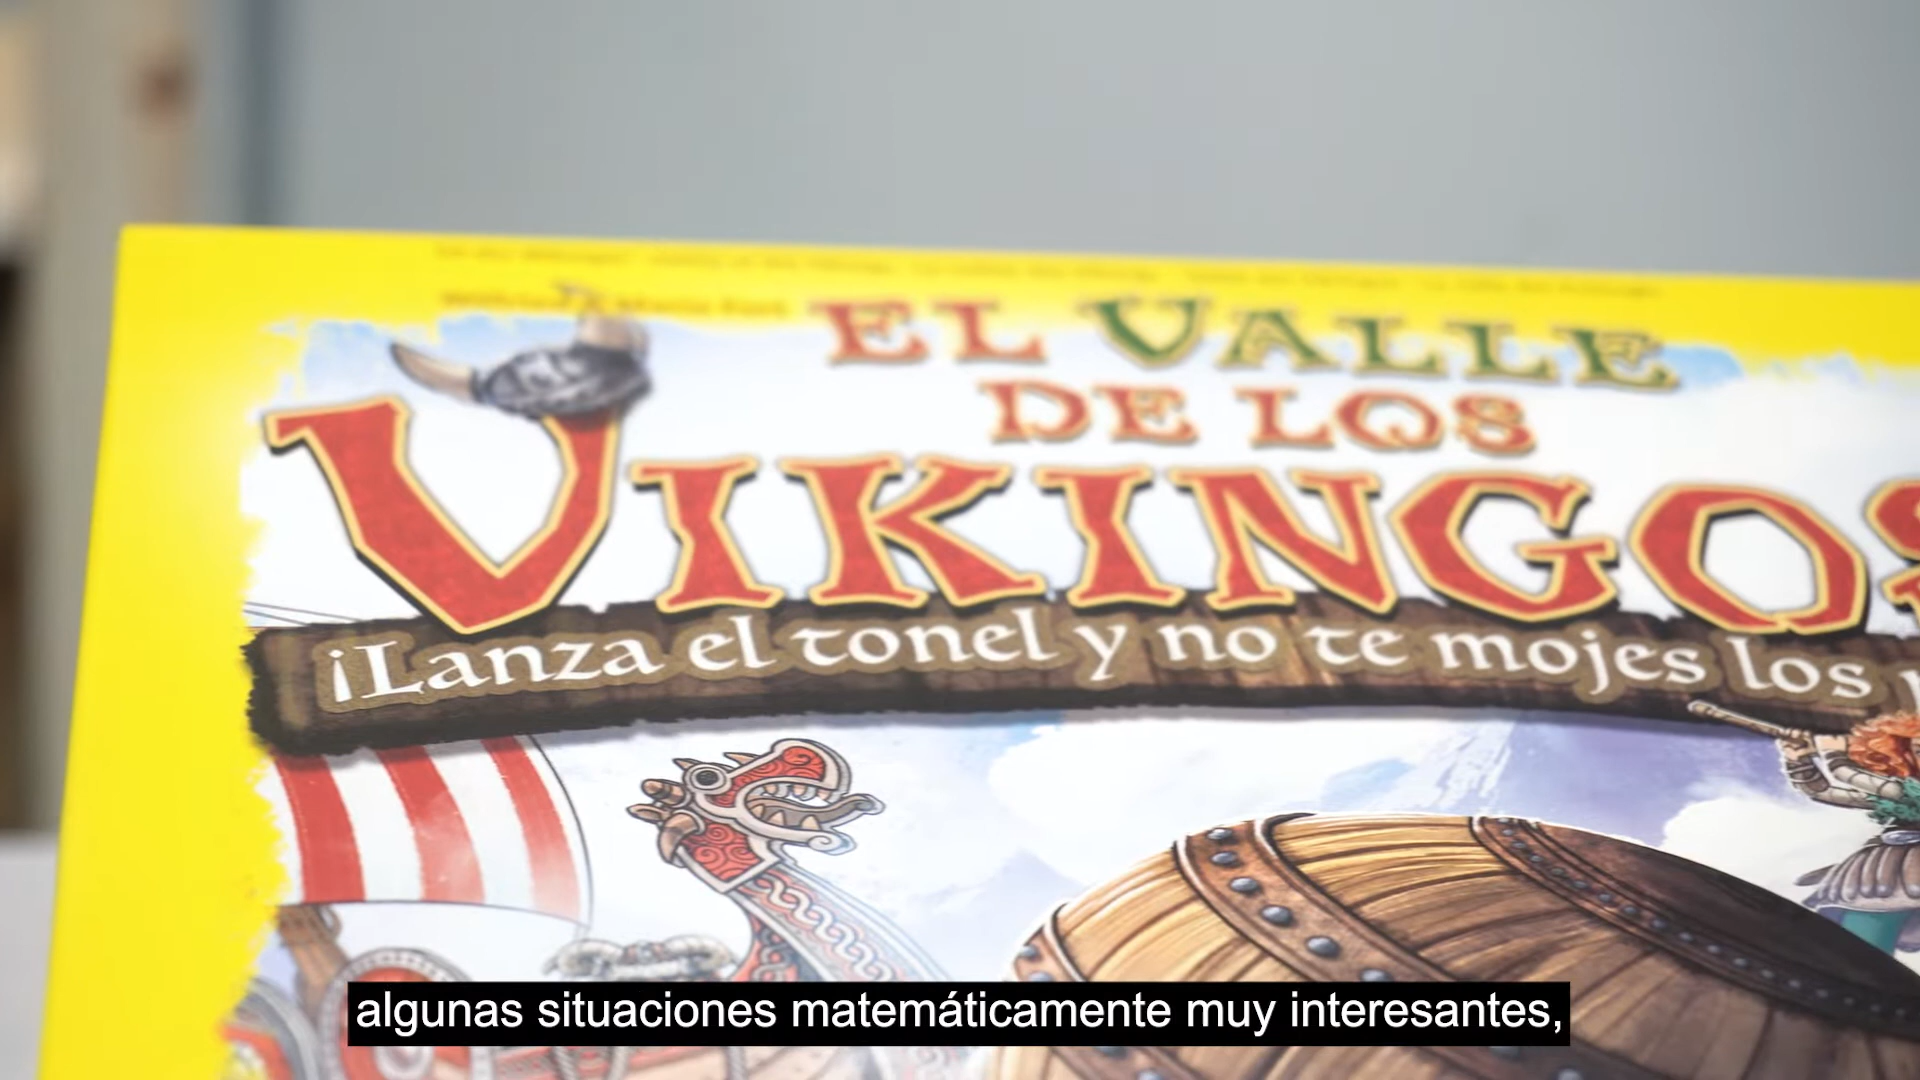 EL VALLE
DE LOS
VIKINGOS
¡Lanza el tonel y no te mojes los
algunas situaciones matemáticamente muy interesantes,